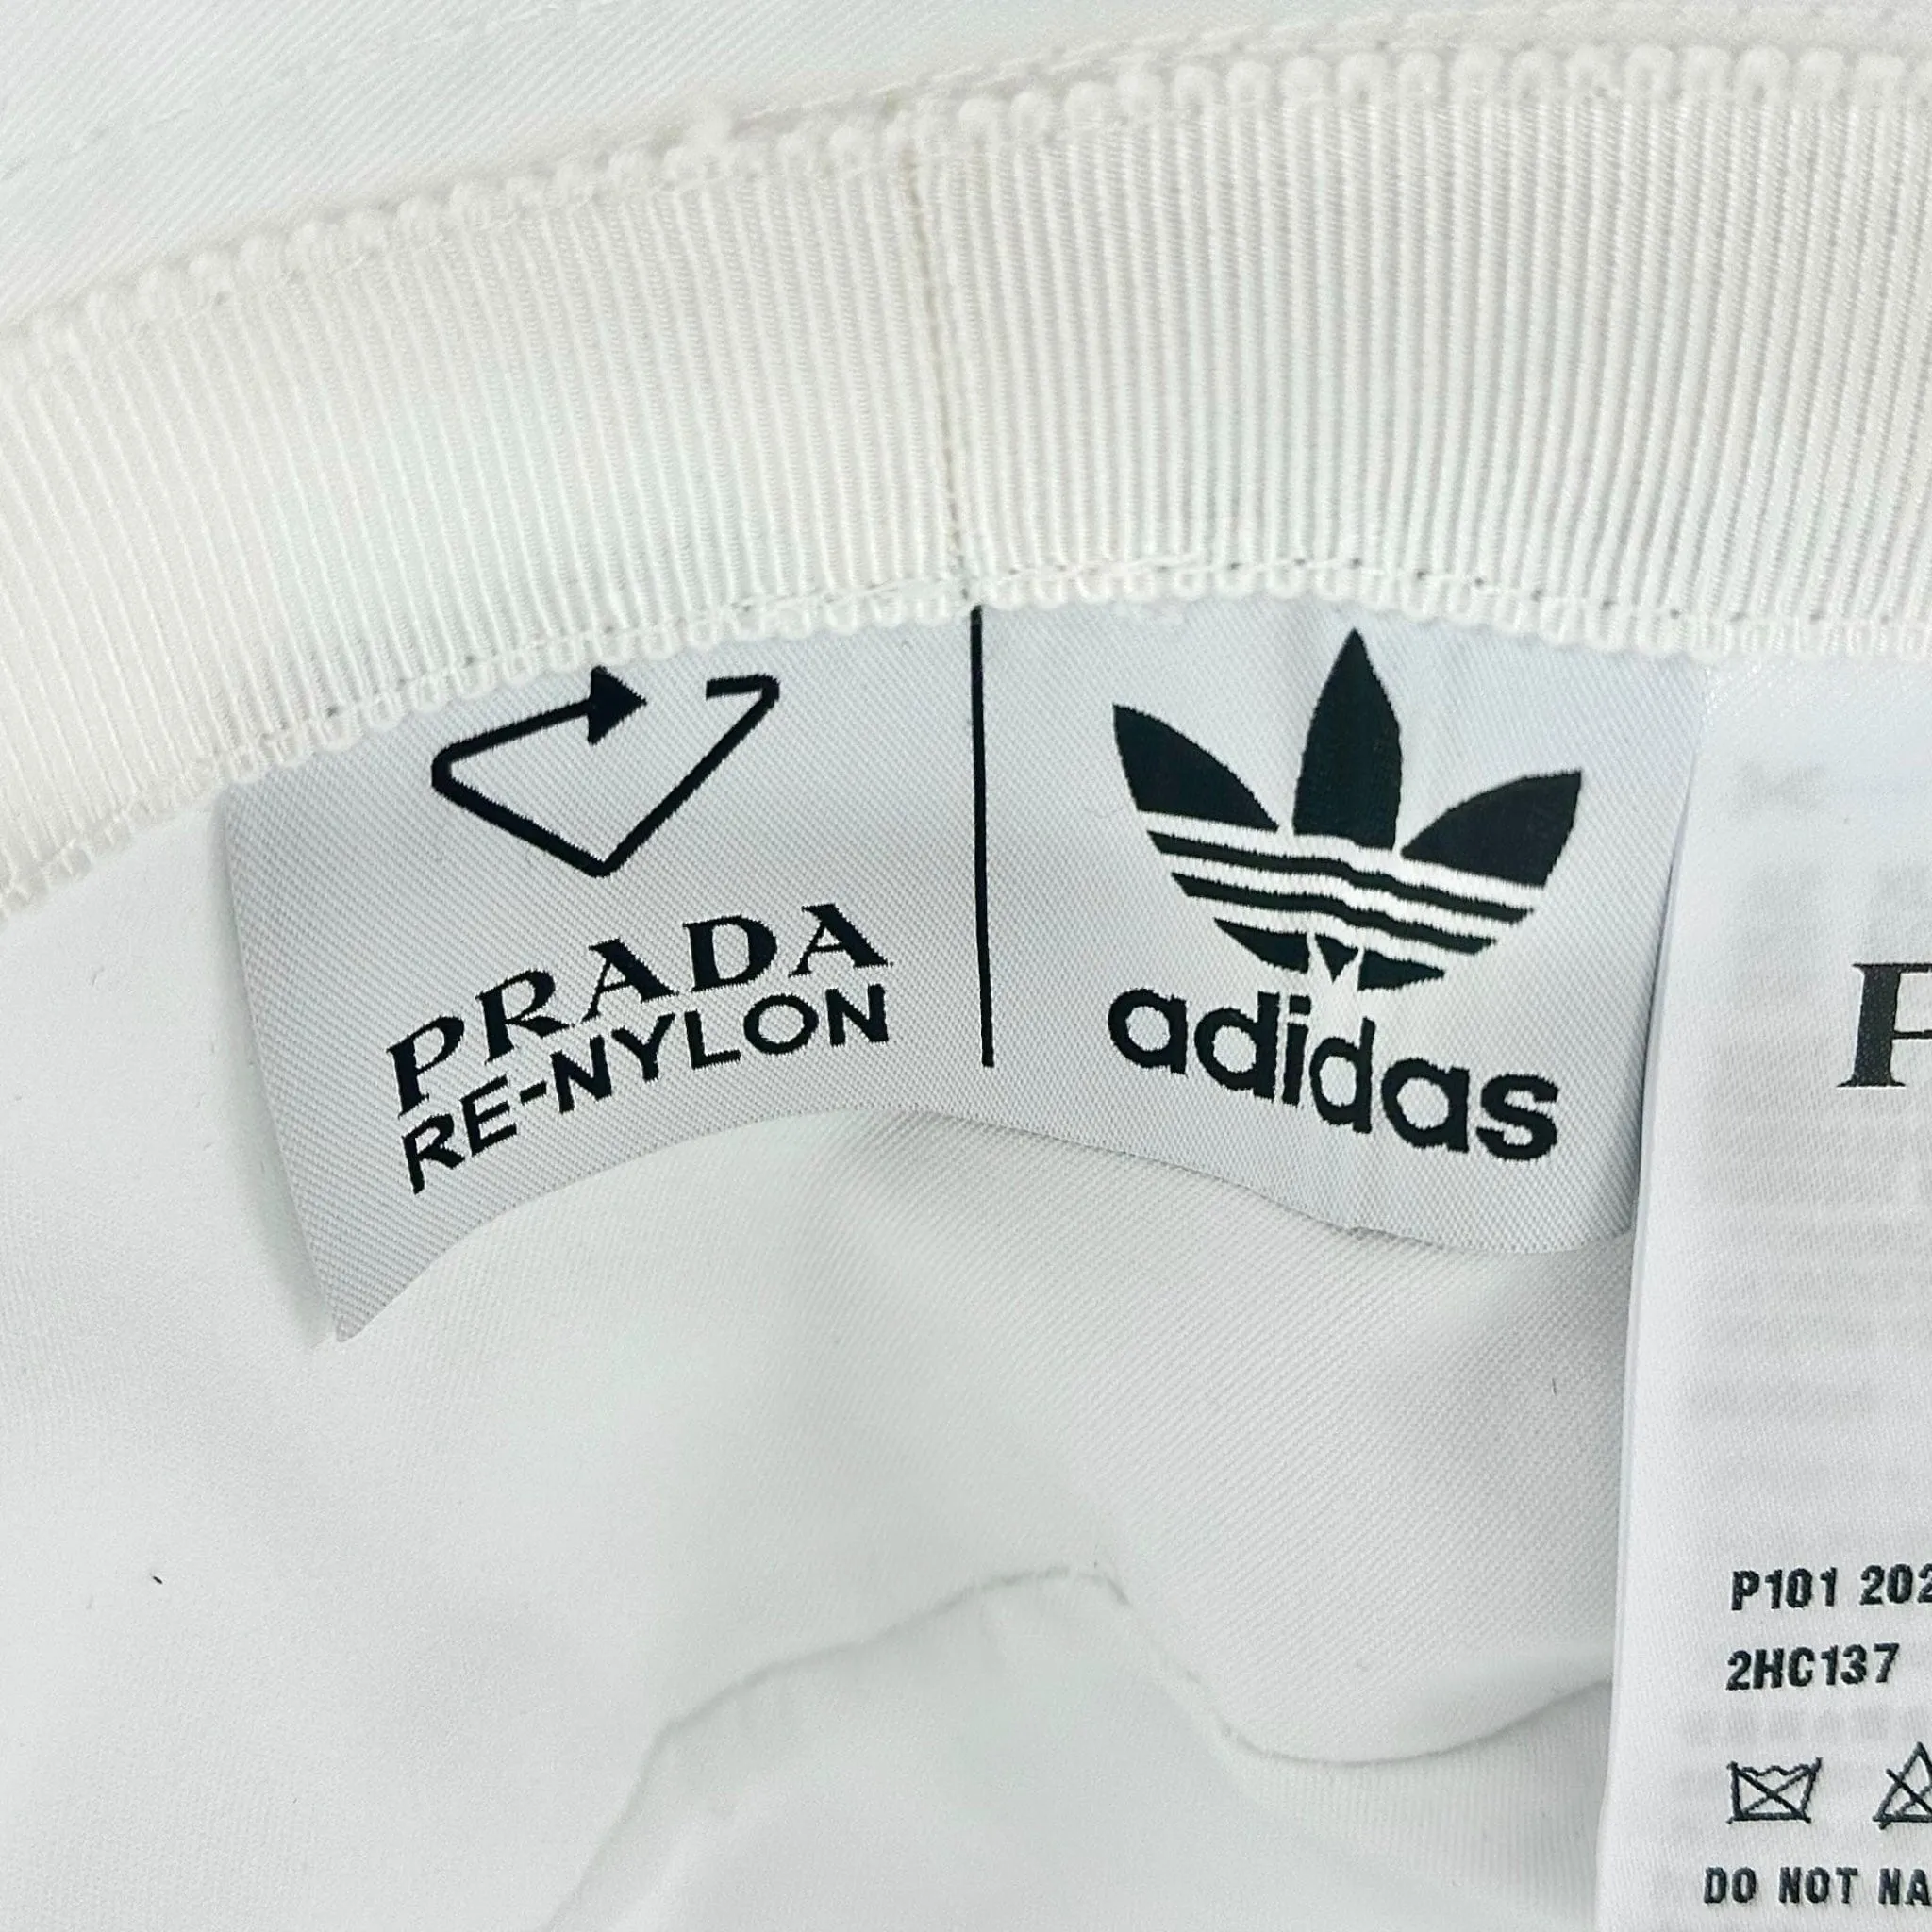 PRADA
RE-NYLON
adidas
P
P101 202
2HC137
DO NOT NA